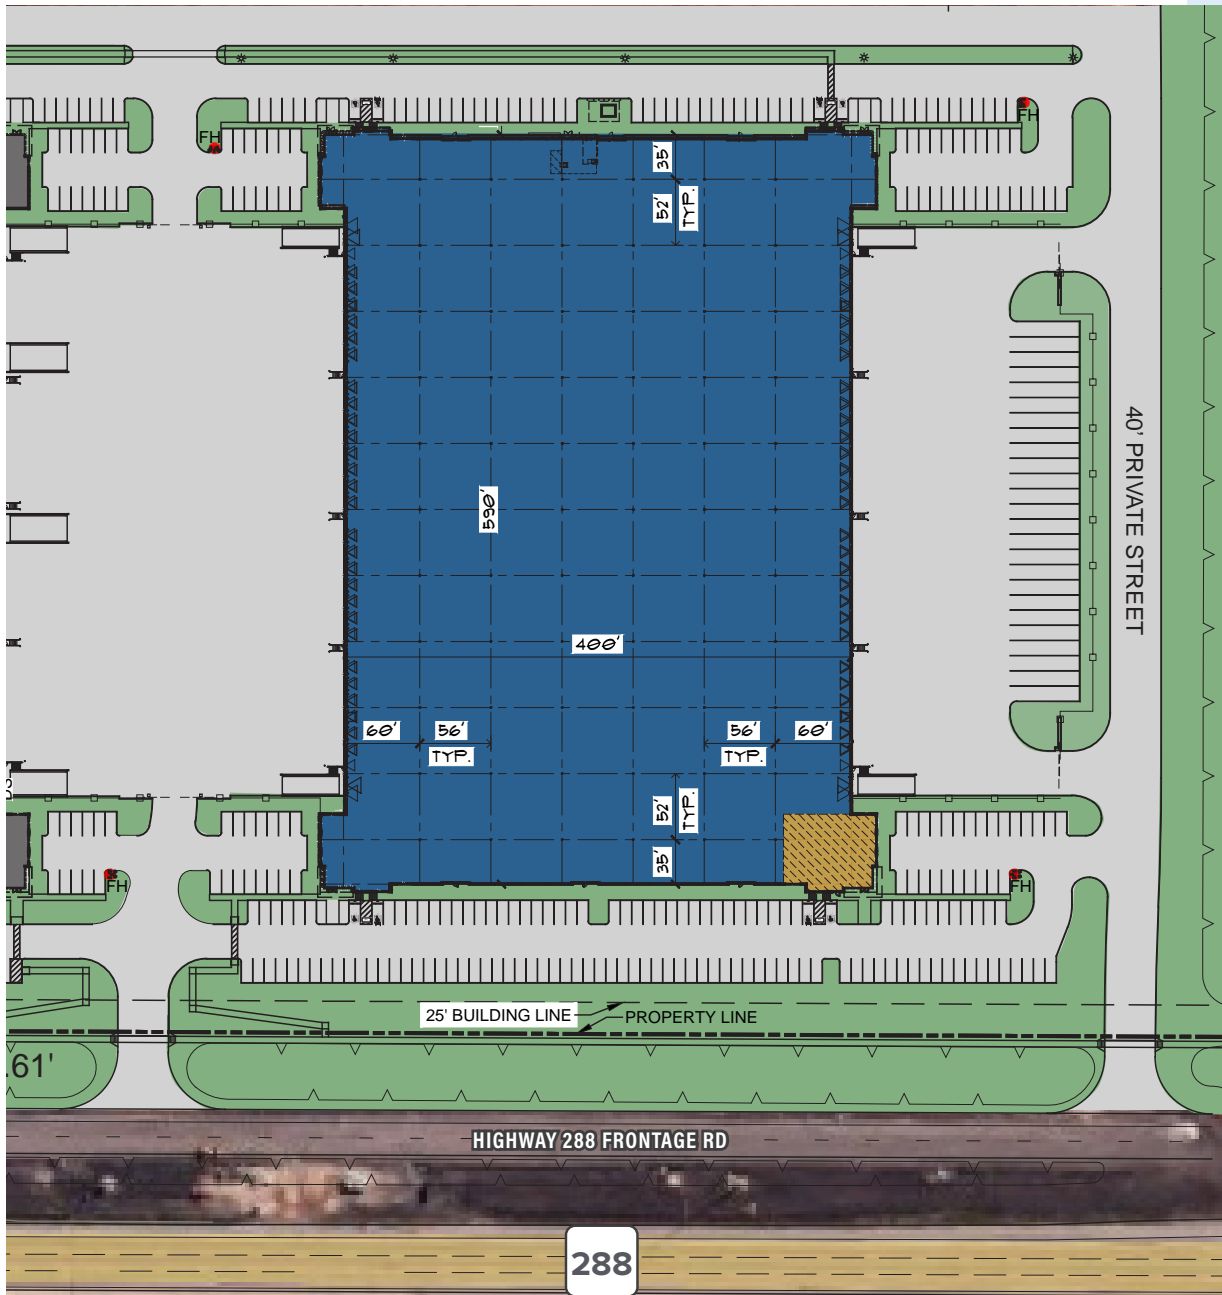 FH
FH
35'
52'
TYP.
590'
40' PRIVATE STREET
400'
60'
56'
TYP.
56'
TYP.
60'
52'
TYP.
35'
FH
FH
25' BUILDING LINE
PROPERTY LINE
.61'
HIGHWAY 288 FRONTAGE RD
288